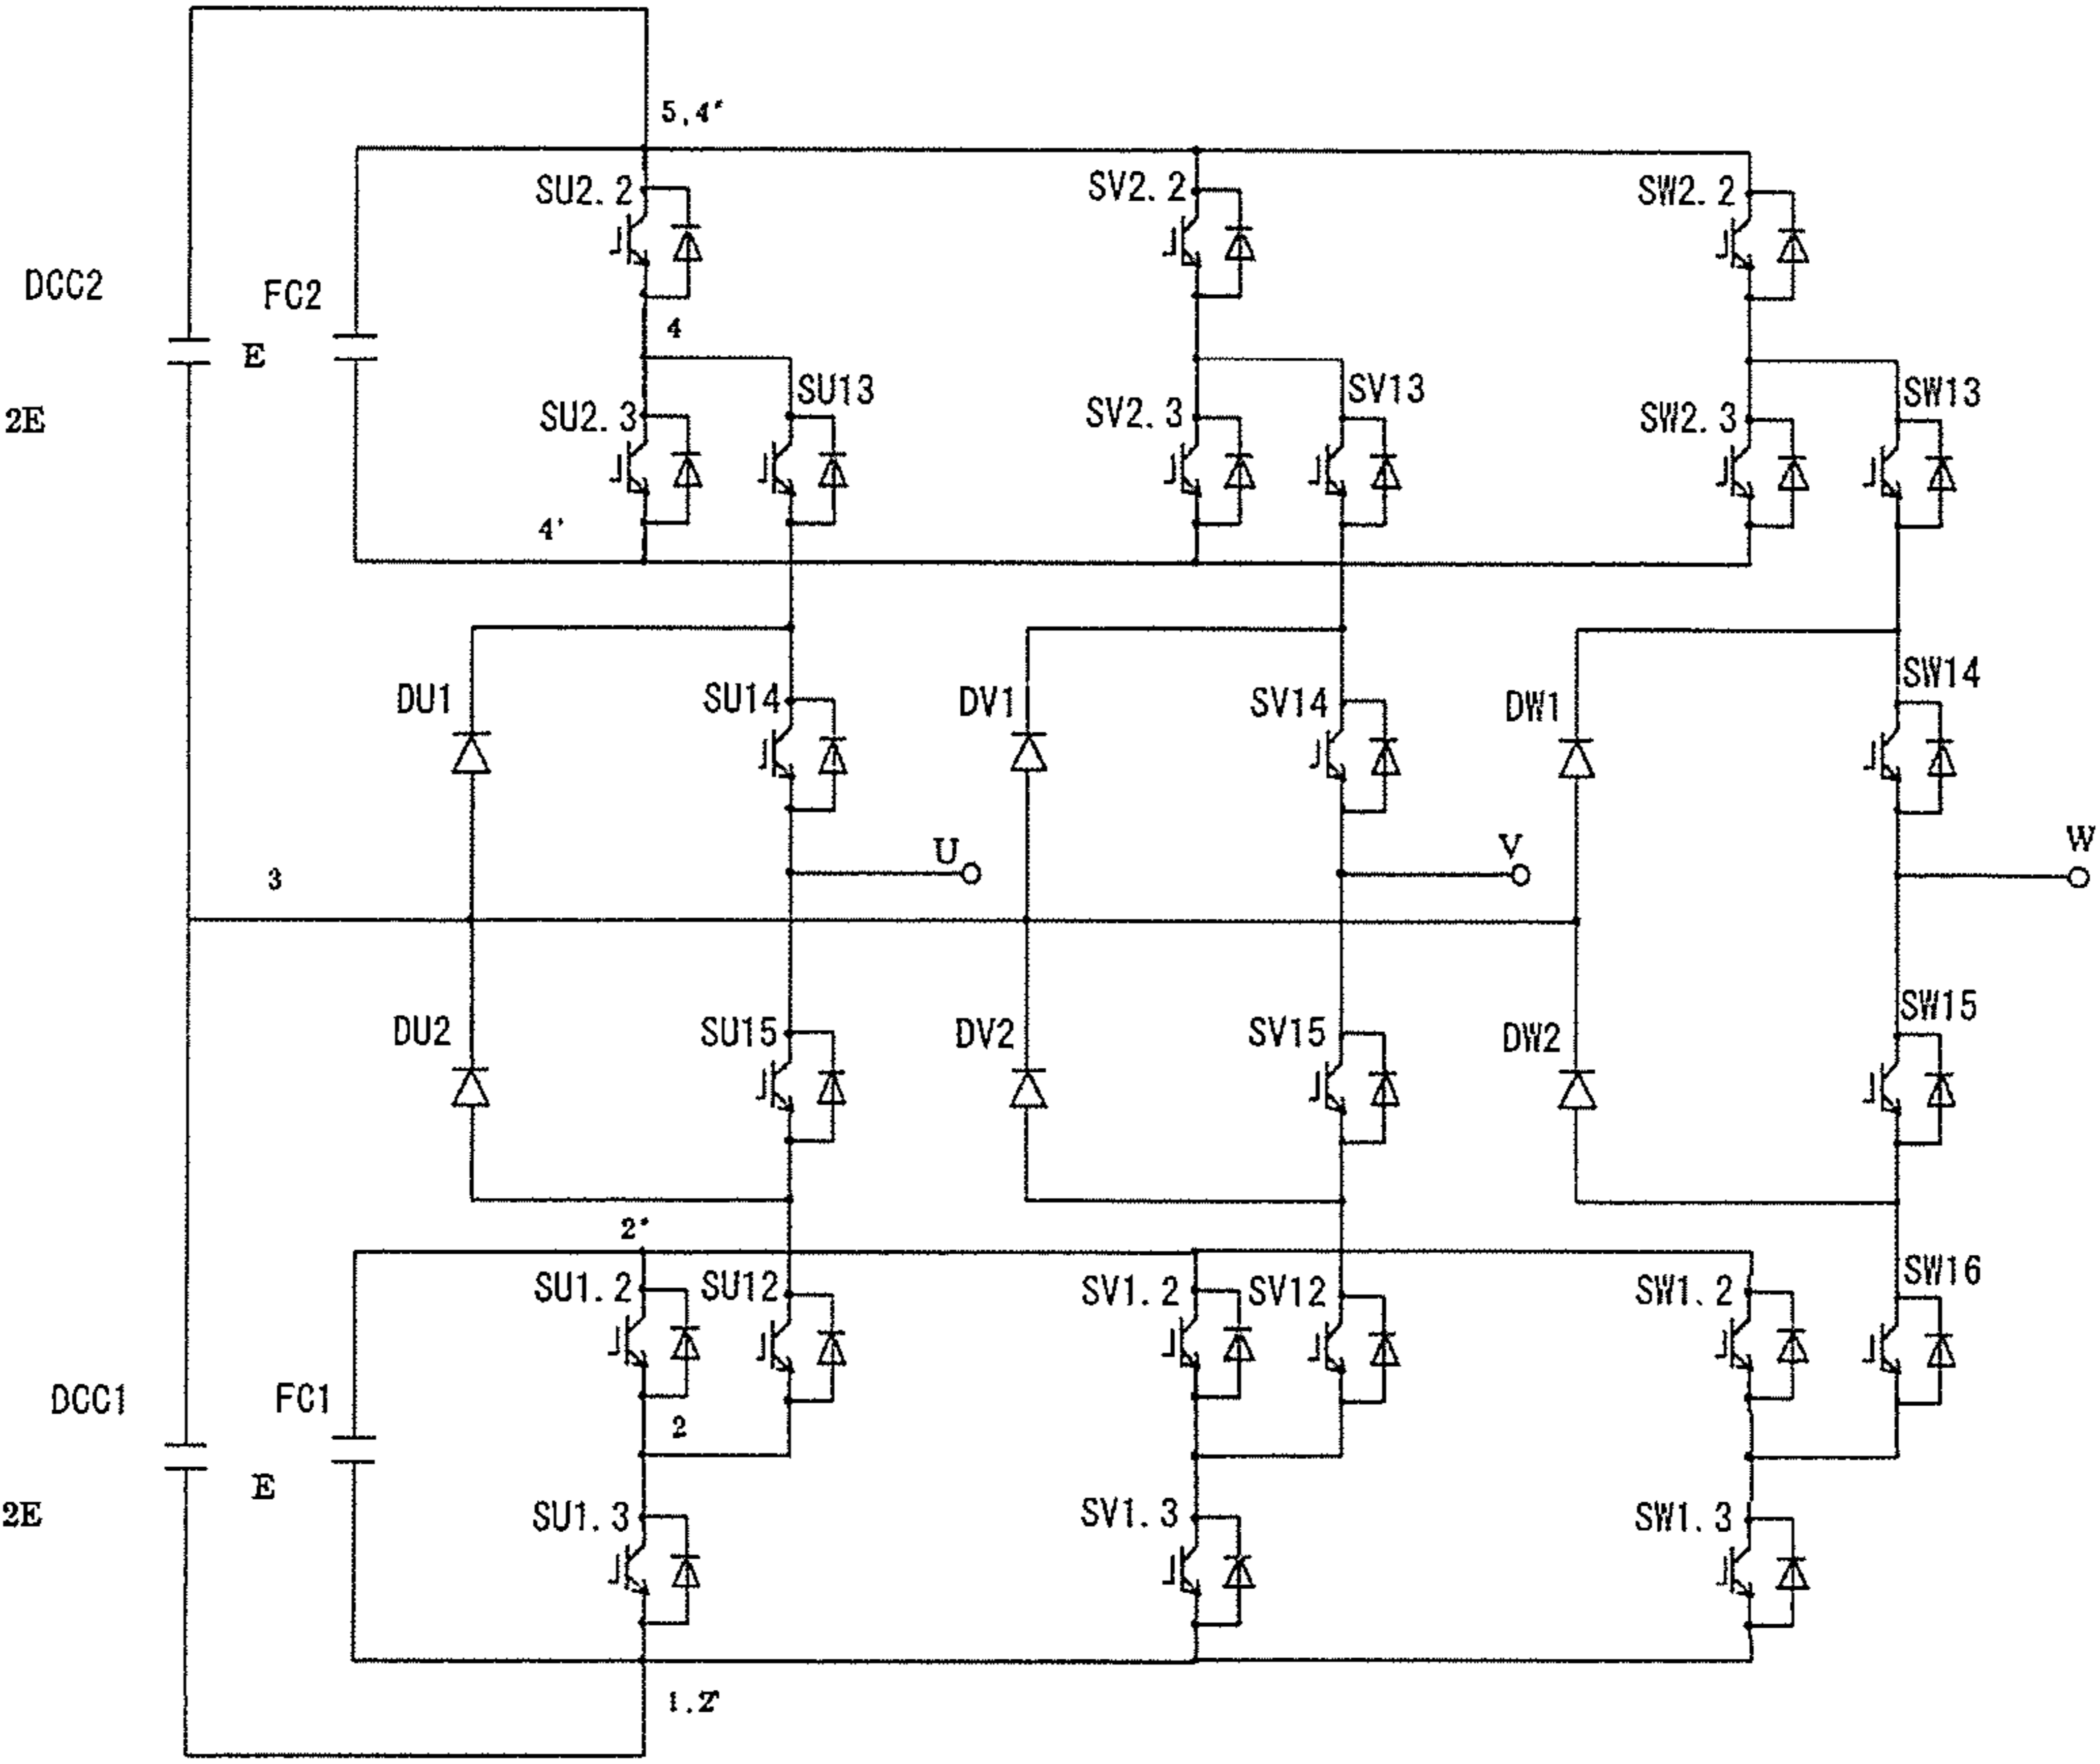 5,4"
SU2.2
SV2.2
SW2.2
DCC2
FC2
4
E
SU13
SV13
SW13
2E
SU2.3
SV2.3
SW2.3
4'
DU1
SU14
DV1
SV14
DW1
SW14
U
V
W
3
DU2
SU15
DV2
SV15
DW2
SW15
2"
SU1.2
SU12
SV1.2
SV12
SW1.2
SW16
DCC1
FC1
2
E
2E
SU1.3
SV1.3
SW1.3
1,2'